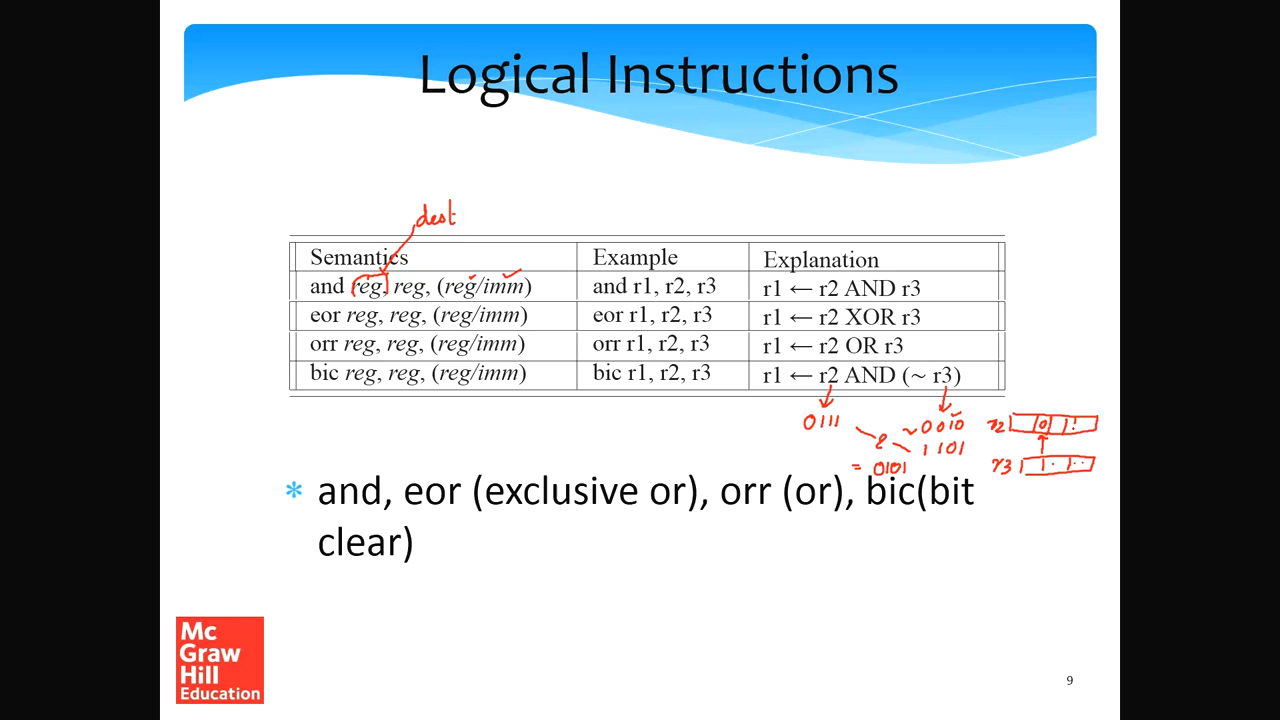 Logical Instructions
dest
Semantics Example Explanation
and reg, reg, (reg/imm) and r1, r2, r3 r1 ← r2 AND r3
eor reg, reg, (reg/imm) eor r1, r2, r3 r1 ← r2 XOR r3
orr reg, reg, (reg/imm) orr r1, r2, r3 r1 ← r2 OR r3
bic reg, reg, (reg/imm) bic r1, r2, r3 r1 ← r2 AND (~ r3)
0111 ~0010 r2 0
& 1101
= 0101 r3 1
* and, eor (exclusive or), orr (or), bic(bit
clear)
Mc
Graw
Hill
Education
9